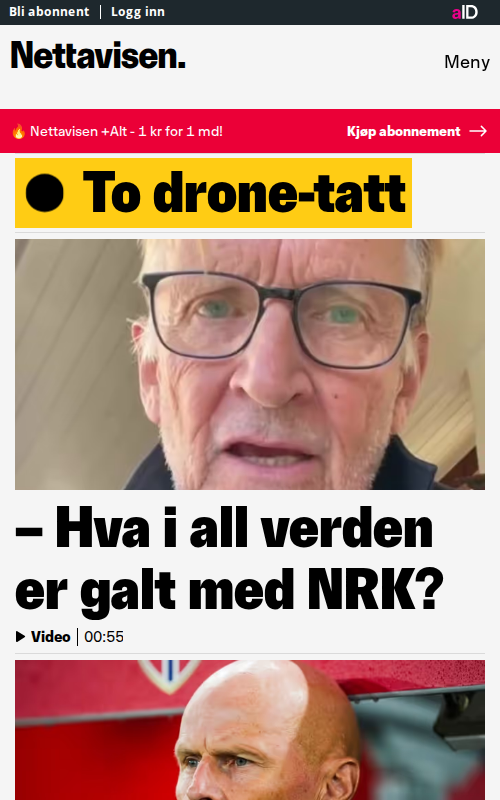 Bli abonnent | Logg inn
aID
Nettavisen.
Meny
🔥 Nettavisen +Alt - 1 kr for 1 md!
Kjøp abonnement →
To drone-tatt
– Hva i all verden
er galt med NRK?
Video | 00:55